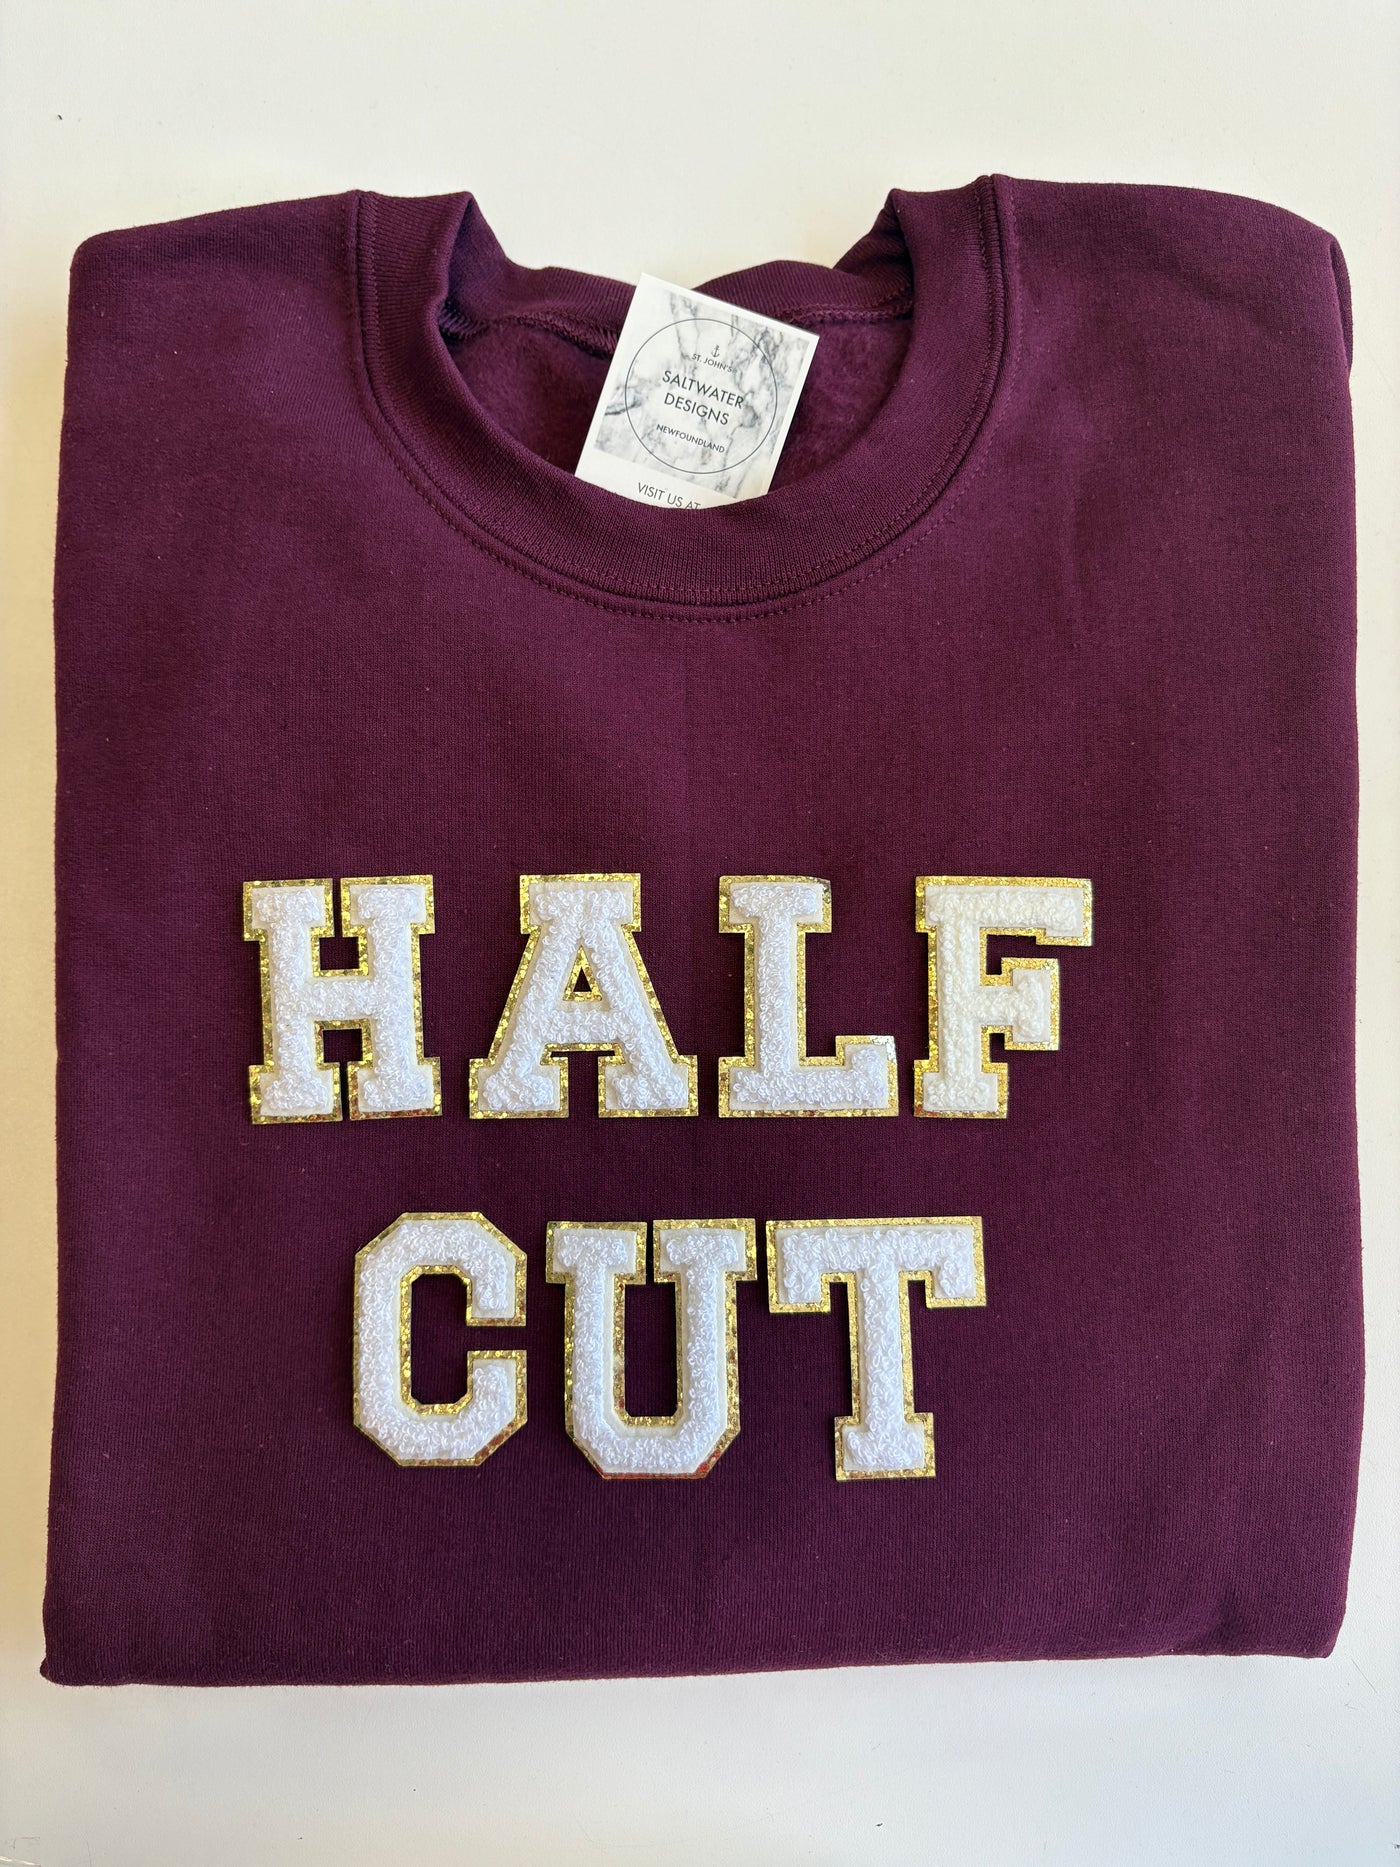 ST. JOHN'S
SALTWATER
DESIGNS
NEWFOUNDLAND
VISIT US AT
HALF
CUT